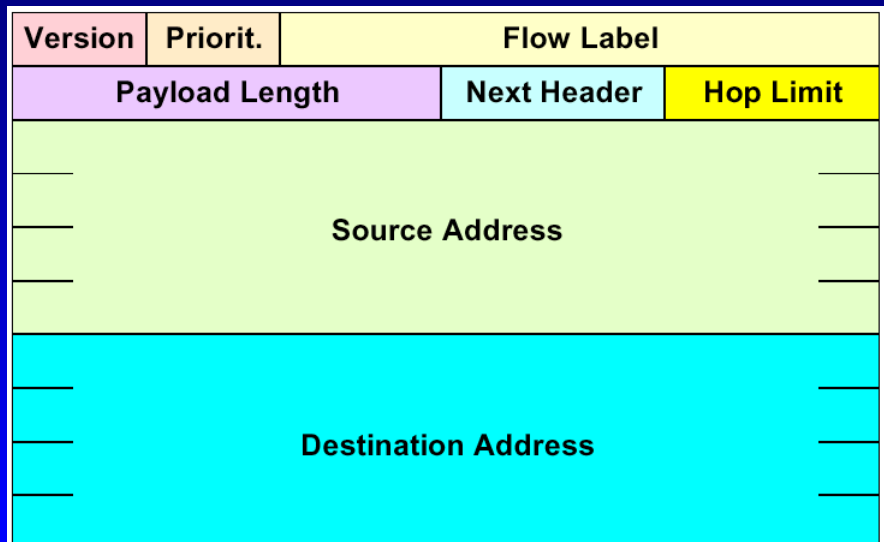 Version Priorit. Flow Label
Payload Length Next Header Hop Limit
Source Address
Destination Address